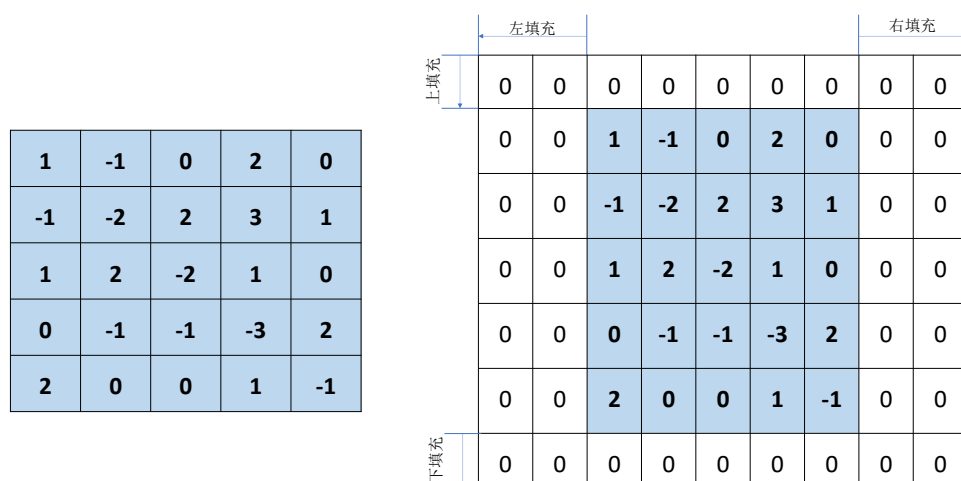 左填充
右填充
上填充
0 0 0 0 0 0 0 0 0
1 -1 0 2 0
0 0 1 -1 0 2 0 0 0
-1 -2 2 3 1
0 0 -1 -2 2 3 1 0 0
1 2 -2 1 0
0 0 1 2 -2 1 0 0 0
0 -1 -1 -3 2
0 0 0 -1 -1 -3 2 0 0
2 0 0 1 -1
0 0 2 0 0 1 -1 0 0
下填充
0 0 0 0 0 0 0 0 0